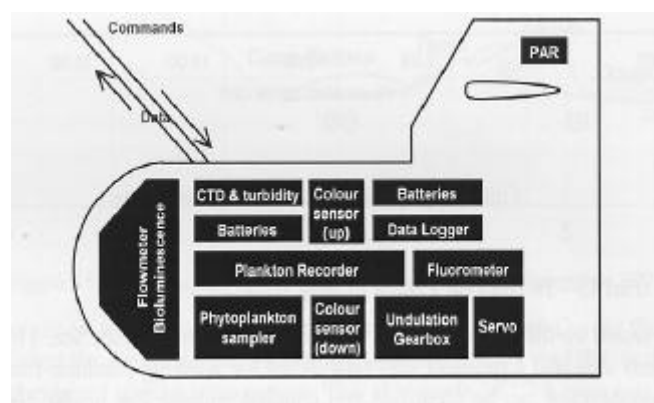 Commands
PAR
Data
CTD & turbidity
Colour
sensor
(up)
Batteries
Batteries
Data Logger
Flowmeter
Bioluminescence
Plankton Recorder
Fluorometer
Phytoplankton
sampler
Colour
sensor
(down)
Undulation
Gearbox
Servo